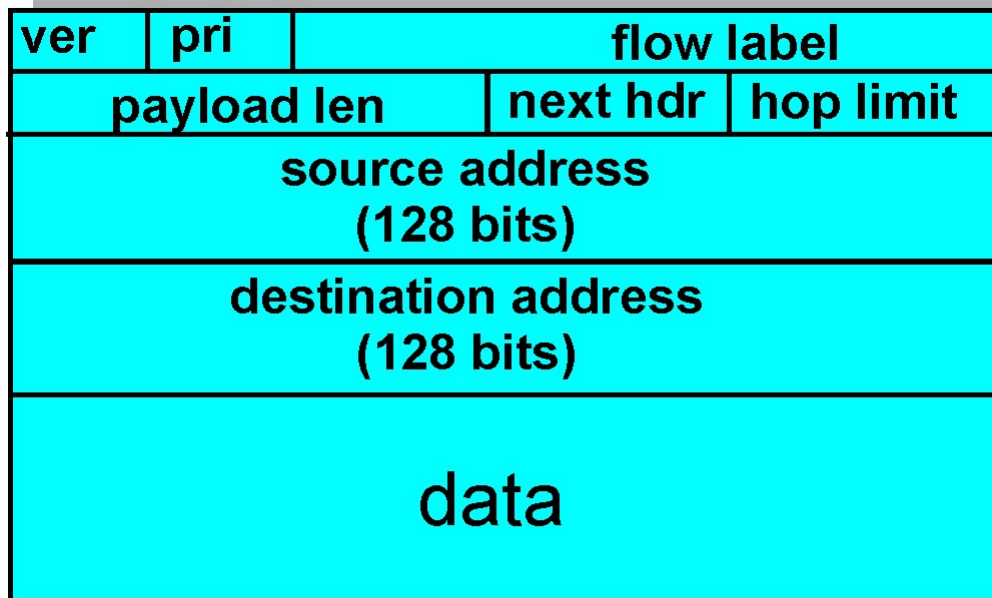 ver pri flow label
payload len next hdr hop limit
source address
(128 bits)
destination address
(128 bits)
data